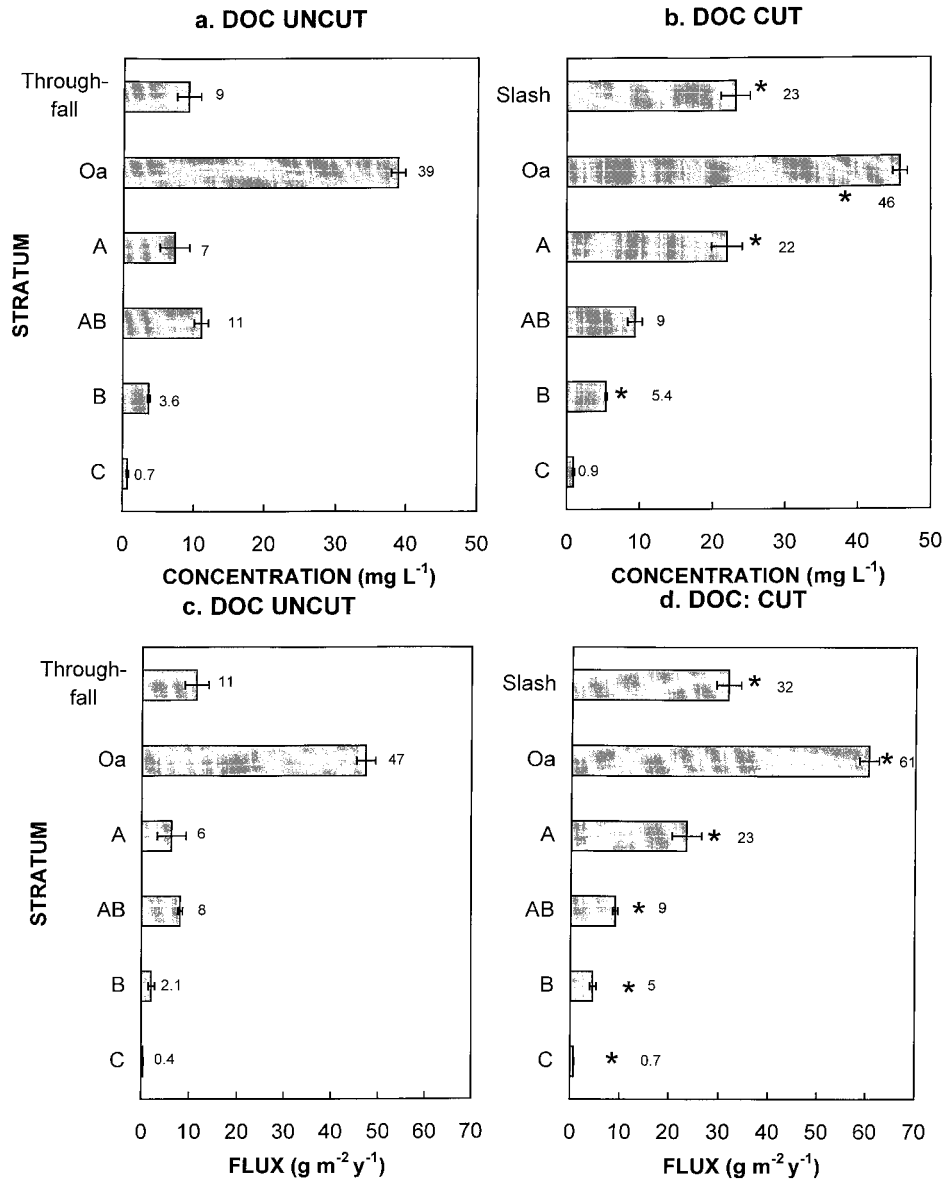 a. DOC UNCUT
STRATUM
Through-
fall
9
Oa
39
A
7
AB
11
B
3.6
C
0.7
0 10 20 30 40 50
CONCENTRATION (mg L⁻¹)
b. DOC CUT
Slash
* 23
Oa
* 46
A
* 22
AB
9
B
* 5.4
C
0.9
0 10 20 30 40 50
CONCENTRATION (mg L⁻¹)
c. DOC UNCUT
STRATUM
Through-
fall
11
Oa
47
A
6
AB
8
B
2.1
C
0.4
0 10 20 30 40 50 60 70
FLUX (g m⁻² y⁻¹)
d. DOC: CUT
Slash
* 32
Oa
* 61
A
* 23
AB
* 9
B
* 5
C
* 0.7
0 10 20 30 40 50 60 70
FLUX (g m⁻² y⁻¹)